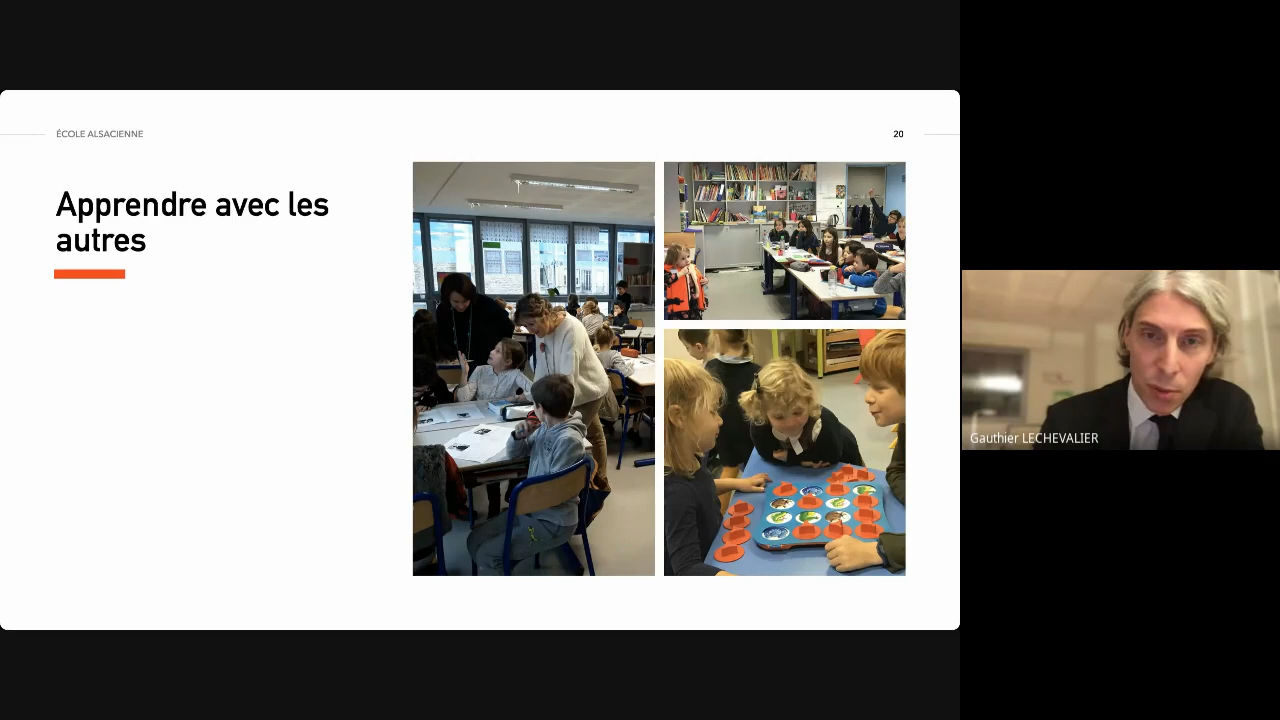 ÉCOLE ALSACIENNE
20
Apprendre avec les
autres
Gauthier LECHEVALIER